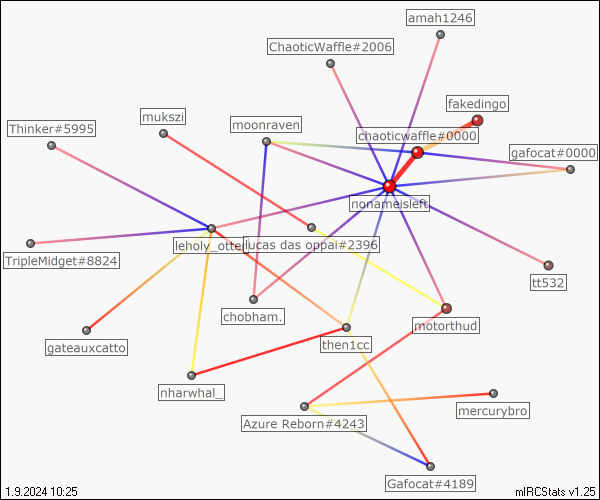 amah1246
ChaoticWaffle#2006
fakedingo
mukszi
moonraven
Thinker#5995
chaoticwaffle#0000
gafocat#0000
nonameisleft
leholy_otte
lucas das oppai#2396
TripleMidget#8824
tt532
chobham.
motorthud
then1cc
gateauxcatto
nharwhal_
mercurybro
Azure Reborn#4243
Gafocat#4189
1.9.2024 10:25
mIRCStats v1.25